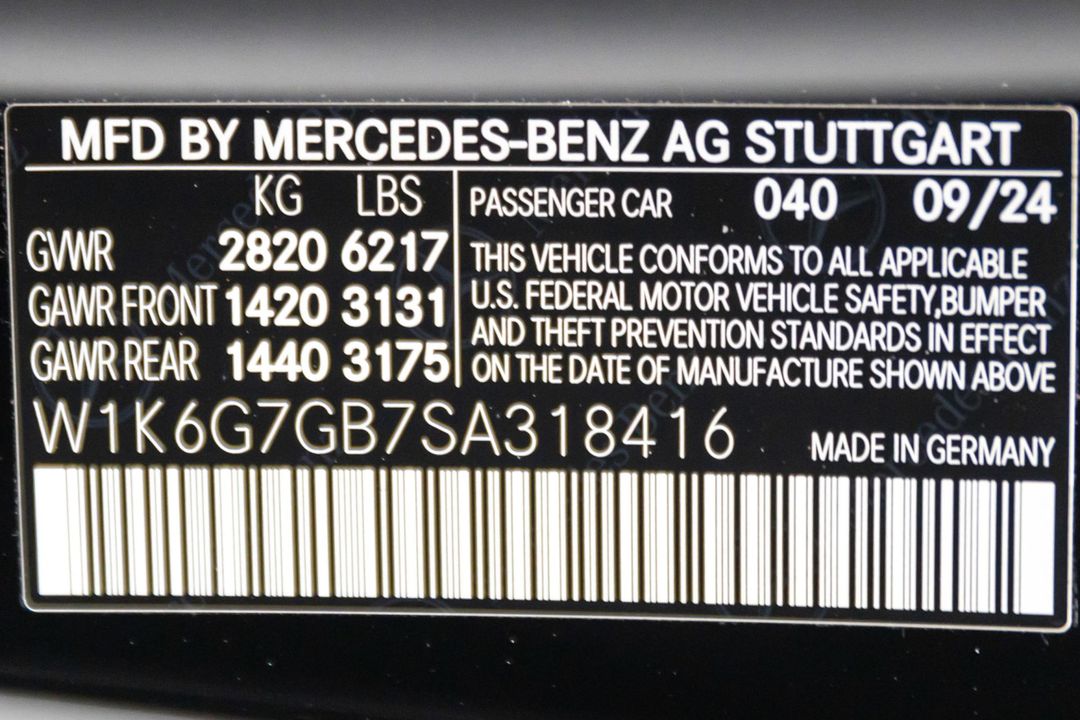 MFD BY MERCEDES-BENZ AG STUTTGART
KG LBS
GVWR 2820 6217
GAWR FRONT 1420 3131
GAWR REAR 1440 3175
PASSENGER CAR 040 09/24
THIS VEHICLE CONFORMS TO ALL APPLICABLE
U.S. FEDERAL MOTOR VEHICLE SAFETY,BUMPER
AND THEFT PREVENTION STANDARDS IN EFFECT
ON THE DATE OF MANUFACTURE SHOWN ABOVE
W1K6G7GB7SA318416
MADE IN GERMANY